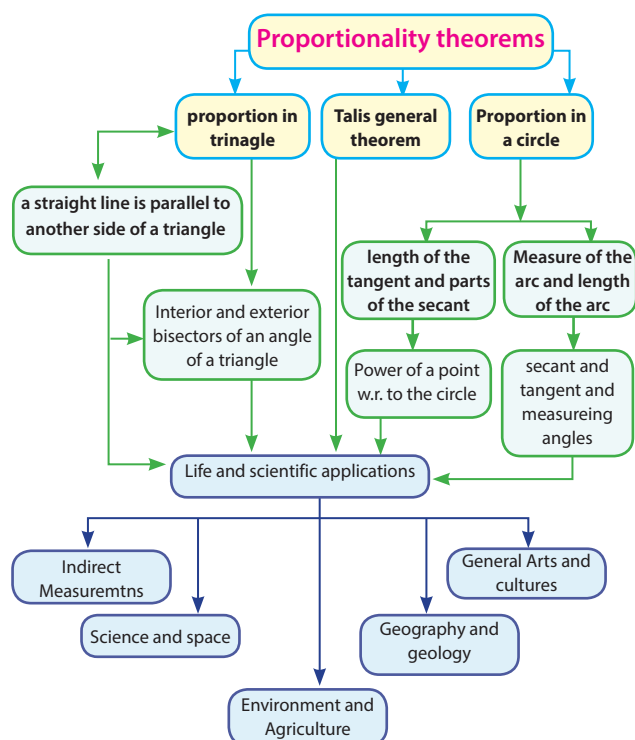 Proportionality theorems
proportion in
trinagle
Talis general
theorem
Proportion in
a circle
a straight line is parallel to
another side of a triangle
length of the
tangent and parts
of the secant
Measure of the
arc and length
of the arc
Interior and exterior
bisectors of an angle
of a triangle
Power of a point
w.r. to the circle
secant and
tangent and
measureing
angles
Life and scientific applications
Indirect
Measuremtns
General Arts and
cultures
Science and space
Geography and
geology
Environment and
Agriculture